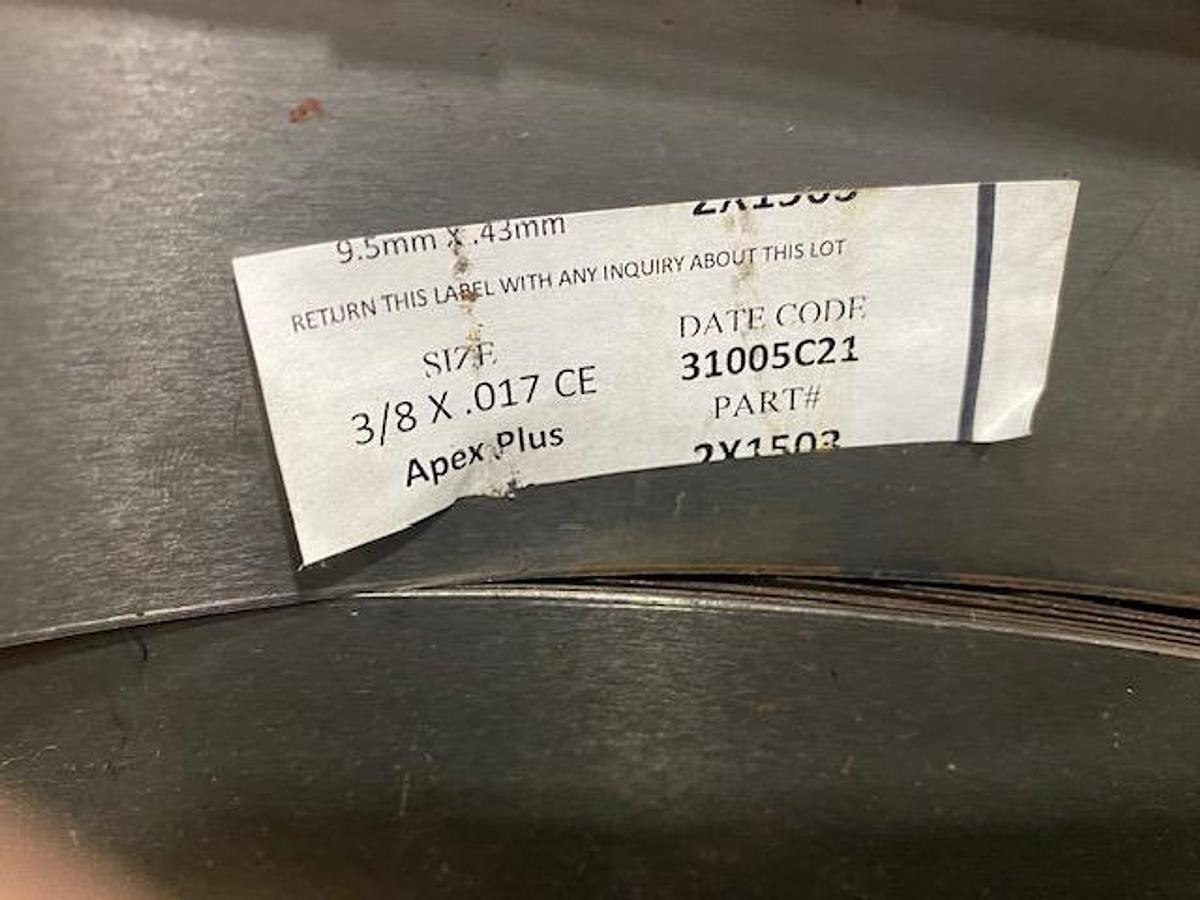 9.5mm X .43mm
2X1503
RETURN THIS LABEL WITH ANY INQUIRY ABOUT THIS LOT
SIZE
3/8 X .017 CE
Apex Plus
DATE CODE
31005C21
PART#
2X1503